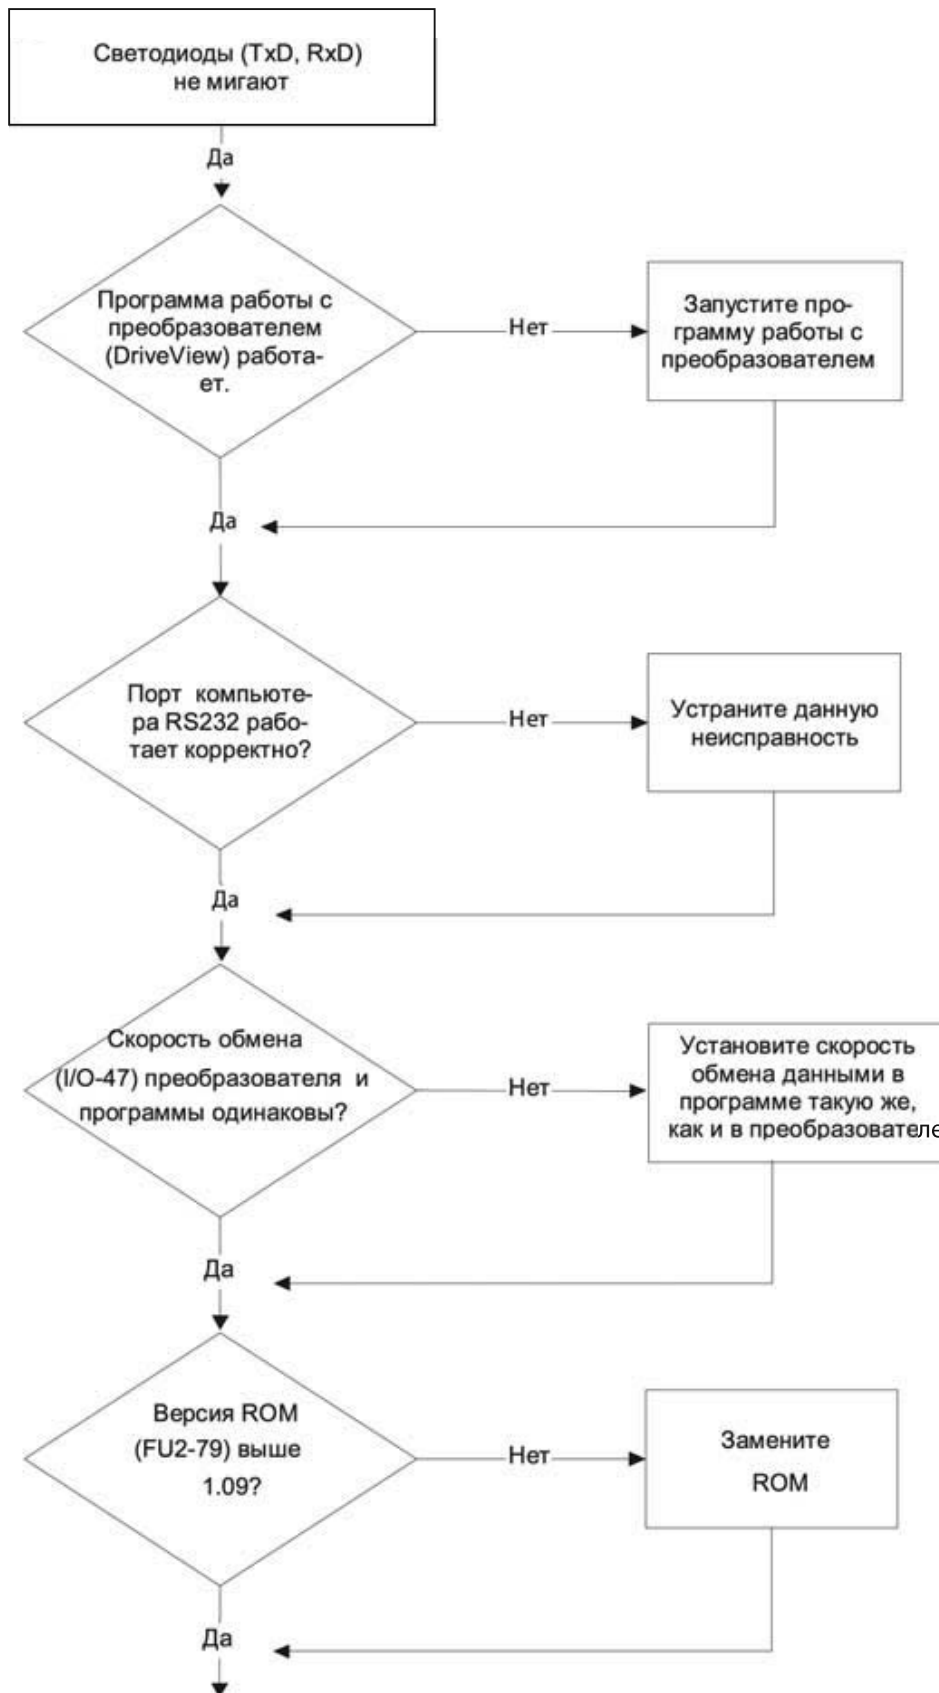 Светодиоды (TxD, RxD)
не мигают
Да
Программа работы с
преобразователем
(DriveView) работа-
ет.
Нет
Запустите про-
грамму работы с
преобразователем
Да
Порт компьюте-
ра RS232 рабо-
тает корректно?
Нет
Устраните данную
неисправность
Да
Скорость обмена
(I/O-47) преобразователя и
программы одинаковы?
Нет
Установите скорость
обмена данными в
программе такую же,
как и в преобразователе
Да
Версия ROM
(FU2-79) выше
1.09?
Нет
Замените
ROM
Да